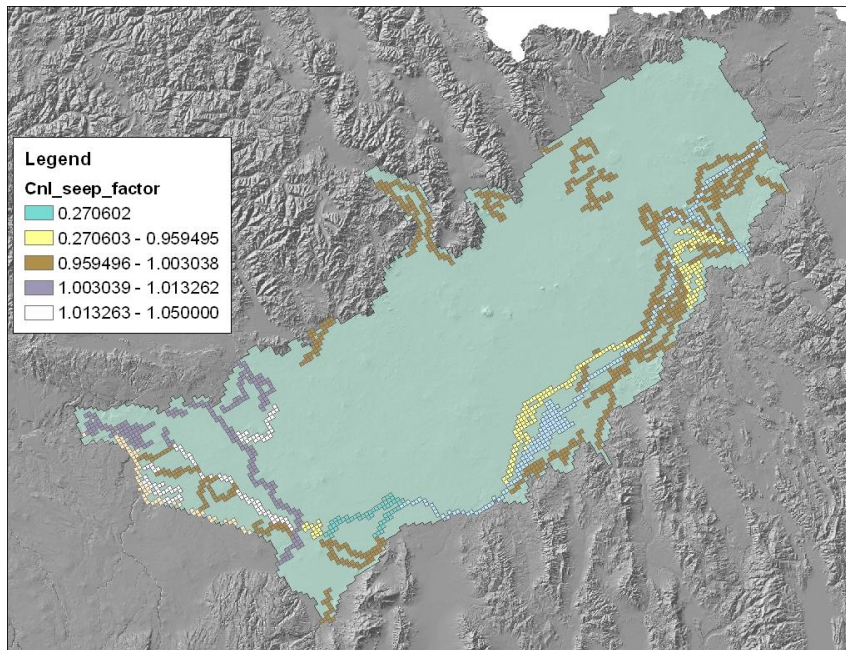 Legend
Cnl_seep_factor
0.270602
0.270603 - 0.959495
0.959496 - 1.003038
1.003039 - 1.013262
1.013263 - 1.050000